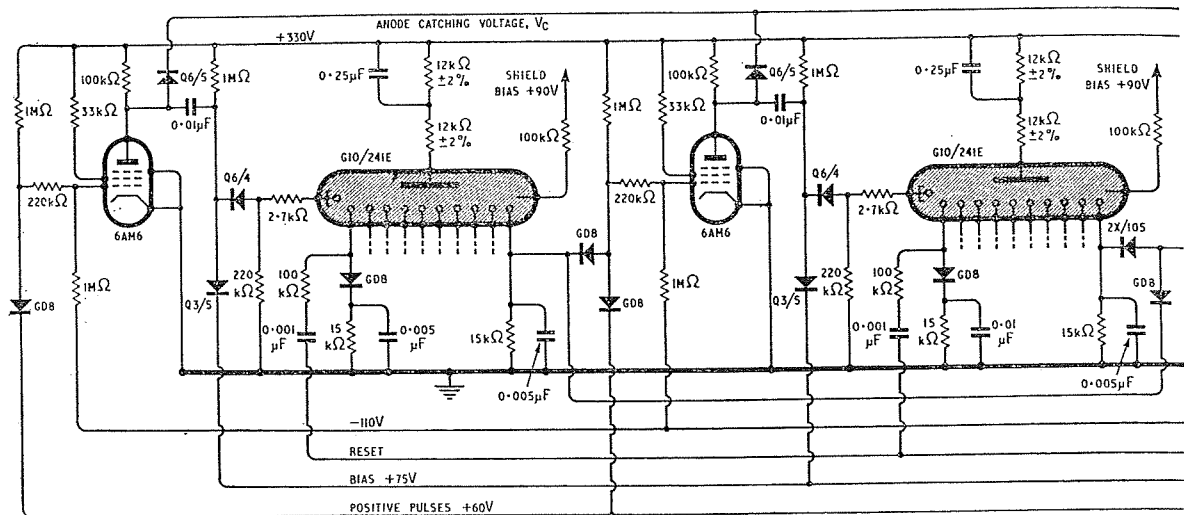 ANODE CATCHING VOLTAGE, VC
+330V
100kΩ
Q6/5
1MΩ
0·25µF
12kΩ
±2%
SHIELD
BIAS +90V
1MΩ
33kΩ
0·01µF
12kΩ
±2%
100kΩ
G10/241E
220kΩ
6AM6
Q6/4
2·7kΩ
1MΩ
GD8
Q3/5
220
kΩ
100
kΩ
GD8
0·001
µF
15
kΩ
0·005
µF
15kΩ
0·005µF
GD8
GD8
100kΩ
Q6/5
1MΩ
0·25µF
12kΩ
±2%
SHIELD
BIAS +90V
1MΩ
33kΩ
0·01µF
12kΩ
±2%
100kΩ
G10/241E
220kΩ
6AM6
Q6/4
2·7kΩ
1MΩ
Q3/5
220
kΩ
100
kΩ
GD8
0·001
µF
15
kΩ
0·01
µF
2X/105
GD8
15kΩ
0·005µF
-110V
RESET
BIAS +75V
POSITIVE PULSES +60V